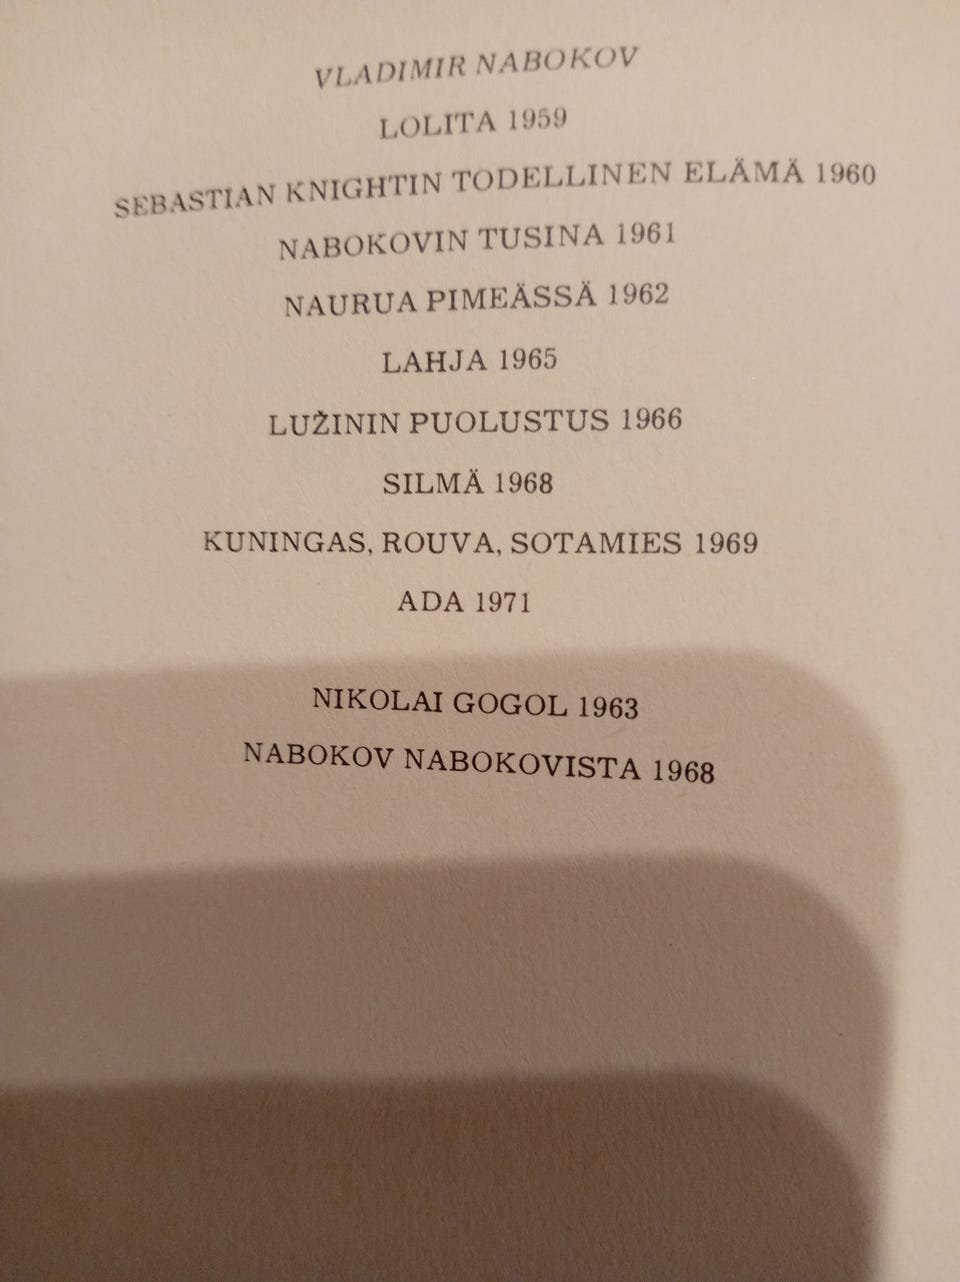 VLADIMIR NABOKOV
LOLITA 1959
SEBASTIAN KNIGHTIN TODELLINEN ELÄMÄ 1960
NABOKOVIN TUSINA 1961
NAURUA PIMEÄSSÄ 1962
LAHJA 1965
LUŽININ PUOLUSTUS 1966
SILMÄ 1968
KUNINGAS, ROUVA, SOTAMIES 1969
ADA 1971
NIKOLAI GOGOL 1963
NABOKOV NABOKOVISTA 1968